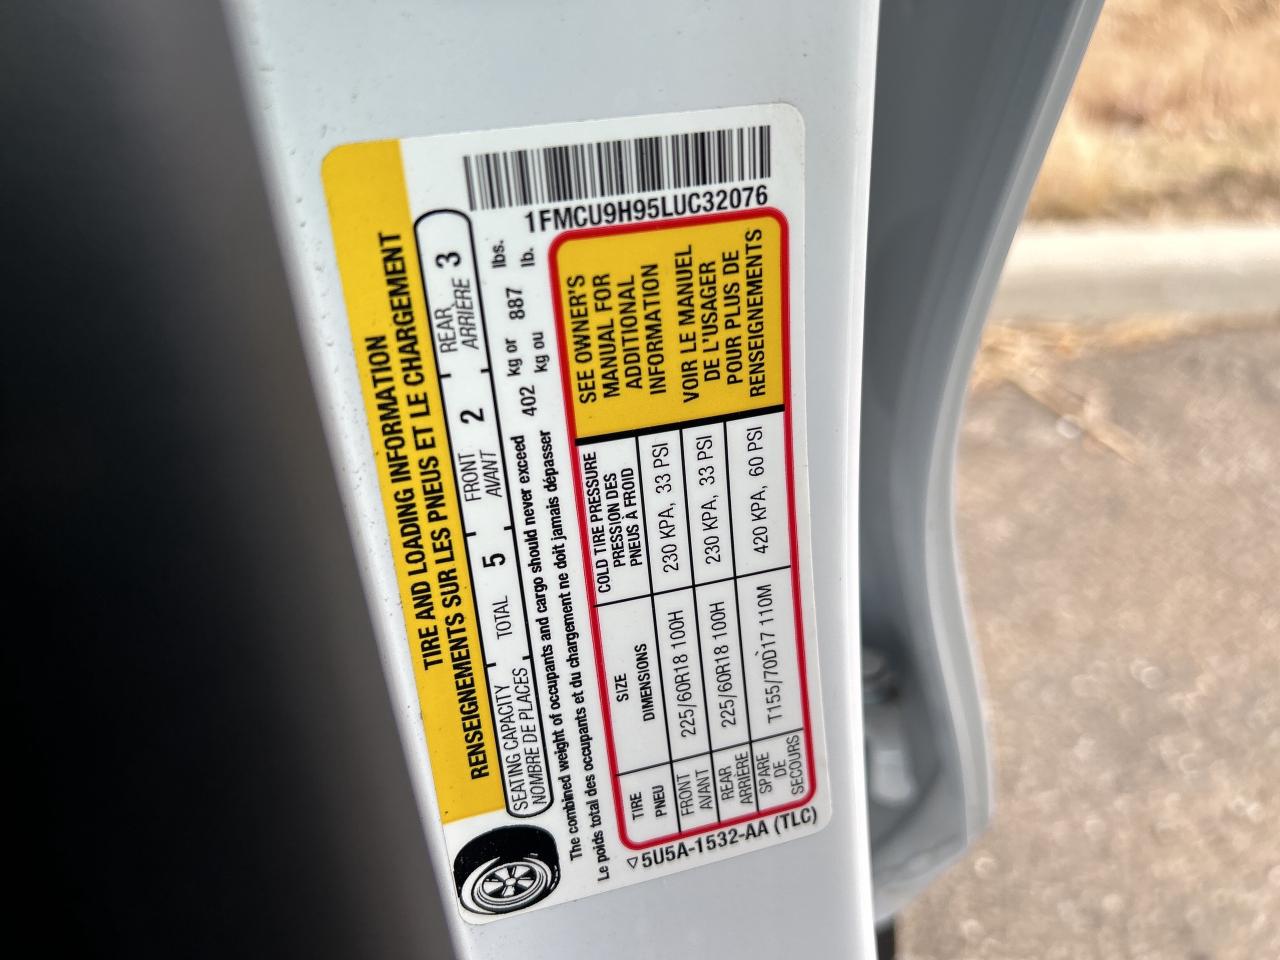 TIRE AND LOADING INFORMATION
RENSEIGNEMENTS SUR LES PNEUS ET LE CHARGEMENT
SEATING CAPACITY TOTAL 5 FRONT 2 REAR 3
NOMBRE DE PLACES AVANT ARRIÈRE
The combined weight of occupants and cargo should never exceed 402 kg or 887 lbs.
Le poids total des occupants et du chargement ne doit jamais dépasser kg ou lb.
1FMCU9H95LUC32076
TIRE SIZE COLD TIRE PRESSURE
PNEU DIMENSIONS PRESSION DES
PNEUS À FROID
FRONT 225/60R18 100H 230 KPA, 33 PSI
AVANT
REAR 225/60R18 100H 230 KPA, 33 PSI
ARRIÈRE
SPARE T155/70D17 110M 420 KPA, 60 PSI
DE
SECOURS
SEE OWNER'S
MANUAL FOR
ADDITIONAL
INFORMATION
VOIR LE MANUEL
DE L'USAGER
POUR PLUS DE
RENSEIGNEMENTS
5U5A-1532-AA (TLC)